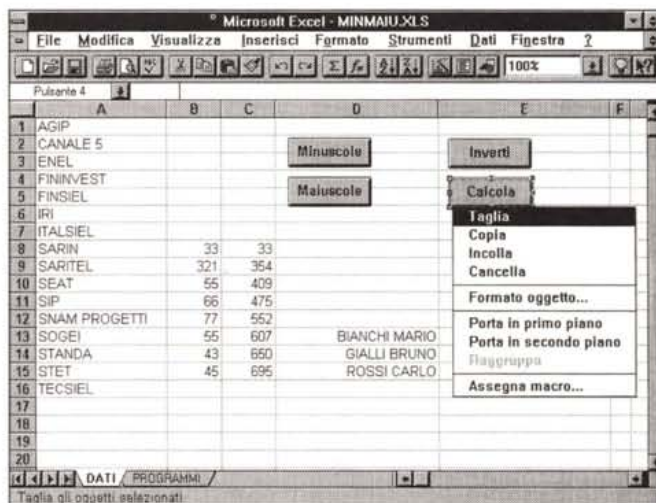 Microsoft Excel - MINMAIU.XLS
File Modifica Visualizza Inserisci Formato Strumenti Dati Finestra ?
100%
Pulsante 4
A B C D E F
1 AGIP
2 CANALE 5
3 ENEL
4 FININVEST
5 FINSIEL
6 IRI
7 ITALSIEL
8 SARIN 33 33
9 SARITEL 321 354
10 SEAT 55 409
11 SIP 66 475
12 SNAM PROGETTI 77 552
13 SOGEI 55 607 BIANCHI MARIO
14 STANDA 43 650 GIALLI BRUNO
15 STET 45 695 ROSSI CARLO
16 TECSIEL
17
18
19
20
Minuscole
Maiuscole
Inverti
Calcola
Taglia
Copia
Incolla
Cancella
Formato oggetto...
Porta in primo piano
Porta in secondo piano
Raggruppa
Assegna macro...
DATI PROGRAMMI
Taglia gli oggetti selezionati